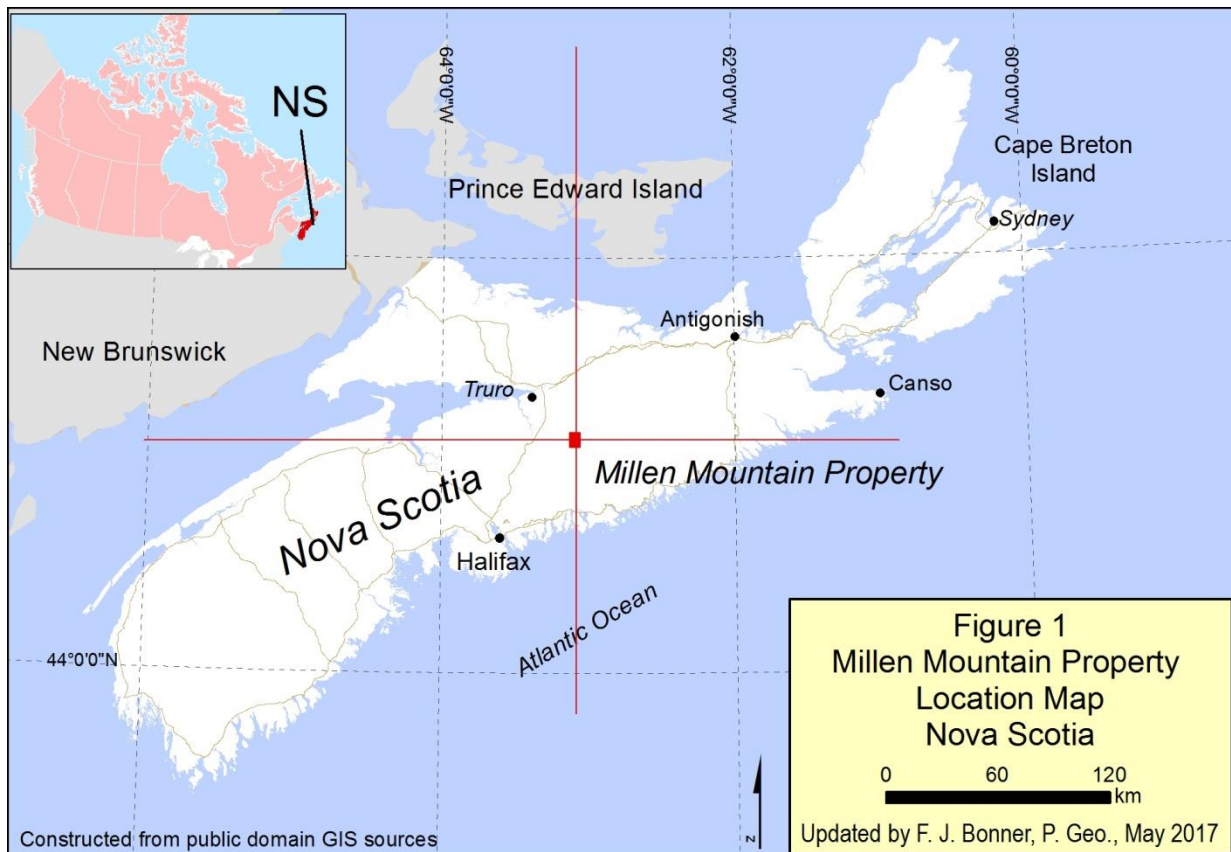 NS
64°0'0"W
62°0'0"W
60°0'0"W
Cape Breton
Island
Prince Edward Island
Sydney
New Brunswick
Antigonish
Truro
Canso
Millen Mountain Property
Nova Scotia
Halifax
Atlantic Ocean
44°0'0"N
Figure 1
Millen Mountain Property
Location Map
Nova Scotia
0 60 120
km
Updated by F. J. Bonner, P. Geo., May 2017
Constructed from public domain GIS sources
z